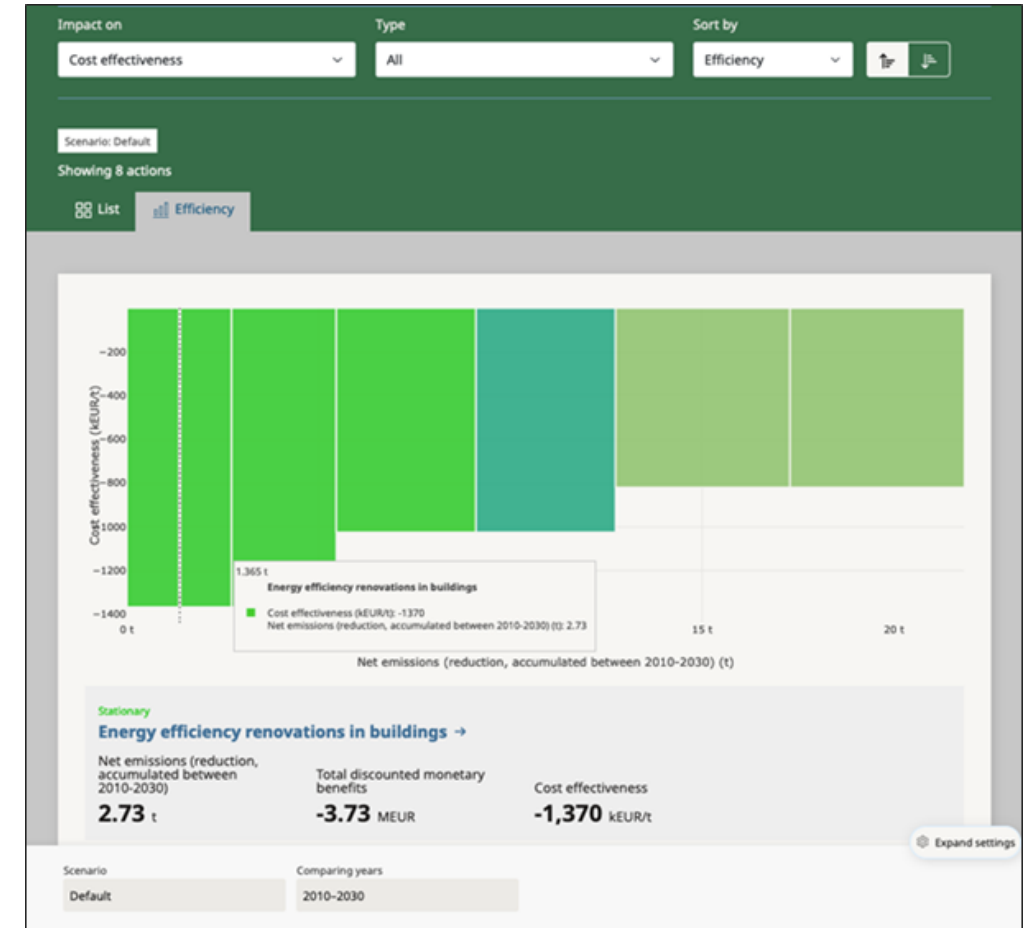 Impact on
Type
Sort by
Cost effectiveness
All
Efficiency
Scenario: Default
Showing 8 actions
List
Efficiency
−200
−400
−600
−800
1000
−1200
−1400
Cost effectiveness (kEUR/t)
0 t
15 t
20 t
1.365 t
Energy efficiency renovations in buildings
Cost effectiveness (kEUR/t): -1370
Net emissions (reduction, accumulated between 2010-2030) (t): 2.73
Net emissions (reduction, accumulated between 2010-2030) (t)
Stationary
Energy efficiency renovations in buildings →
Net emissions (reduction,
accumulated between
2010-2030)
2.73 t
Total discounted monetary
benefits
-3.73 MEUR
Cost effectiveness
-1,370 kEUR/t
Expand settings
Scenario
Comparing years
Default
2010–2030